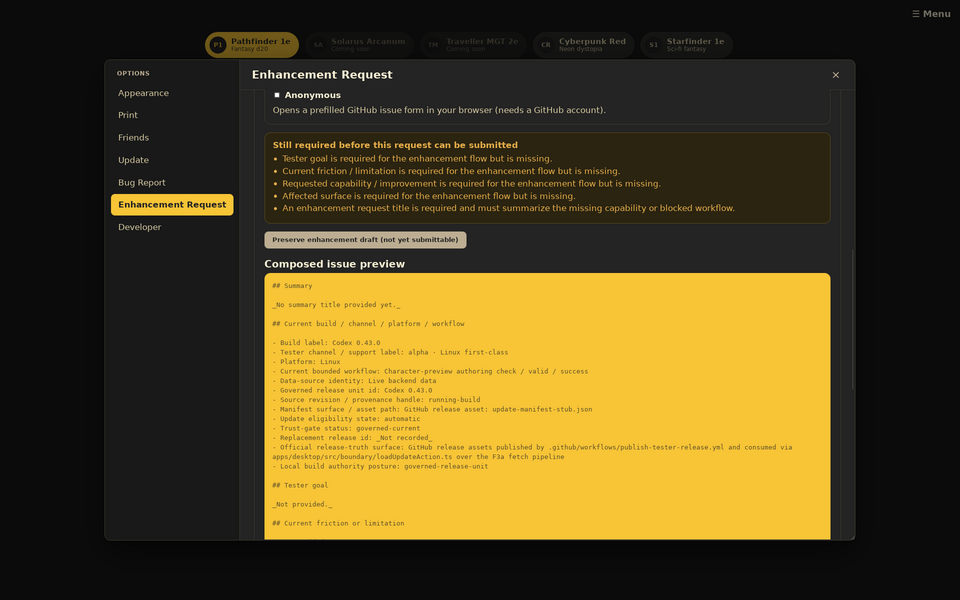 ☰ Menu
P1 Pathfinder 1e
Fantasy d20
SA Solarus Arcanum
Coming soon
TM Traveller MGT 2e
Coming soon
CR Cyberpunk Red
Neon dystopia
S1 Starfinder 1e
Sci-fi fantasy
OPTIONS
Appearance
Print
Friends
Update
Bug Report
Enhancement Request
Developer
Enhancement Request
×
Anonymous
Opens a prefilled GitHub issue form in your browser (needs a GitHub account).
Still required before this request can be submitted
• Tester goal is required for the enhancement flow but is missing.
• Current friction / limitation is required for the enhancement flow but is missing.
• Requested capability / improvement is required for the enhancement flow but is missing.
• Affected surface is required for the enhancement flow but is missing.
• An enhancement request title is required and must summarize the missing capability or blocked workflow.
Preserve enhancement draft (not yet submittable)
Composed issue preview
## Summary
_No summary title provided yet._
## Current build / channel / platform / workflow
- Build label: Codex 0.43.0
- Tester channel / support label: alpha - Linux first-class
- Platform: Linux
- Current bounded workflow: Character-preview authoring check / valid / success
- Data-source identity: Live backend data
- Governed release unit id: Codex 0.43.0
- Source revision / provenance handle: running-build
- Manifest surface / asset path: GitHub release asset: update-manifest-stub.json
- Update eligibility state: automatic
- Trust-gate status: governed-current
- Replacement release id: _Not recorded_
- Official release-truth surface: GitHub release assets published by .github/workflows/publish-tester-release.yml and consumed via
apps/desktop/src/boundary/loadUpdateAction.ts over the F3a fetch pipeline
- Local build authority posture: governed-release-unit
## Tester goal
_Not provided._
## Current friction or limitation